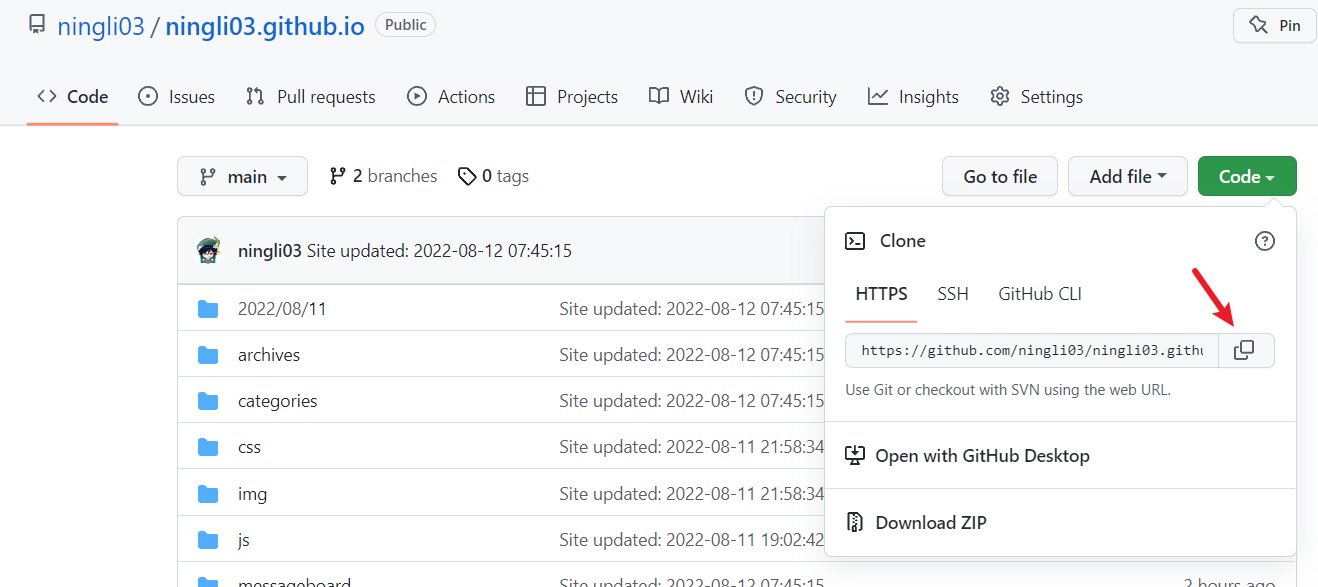 ningli03 / ningli03.github.io Public Pin
Code Issues Pull requests Actions Projects Wiki Security Insights Settings
main 2 branches 0 tags Go to file Add file Code
ningli03 Site updated: 2022-08-12 07:45:15
2022/08/11 Site updated: 2022-08-12 07:45:15
archives Site updated: 2022-08-12 07:45:15
categories Site updated: 2022-08-12 07:45:15
css Site updated: 2022-08-11 21:58:34
img Site updated: 2022-08-11 21:58:34
js Site updated: 2022-08-11 19:02:42
messageboard Site updated: 2022-08-12 07:45:15 2 hours ago
Clone
HTTPS SSH GitHub CLI
https://github.com/ningli03/ningli03.githu
Use Git or checkout with SVN using the web URL.
Open with GitHub Desktop
Download ZIP